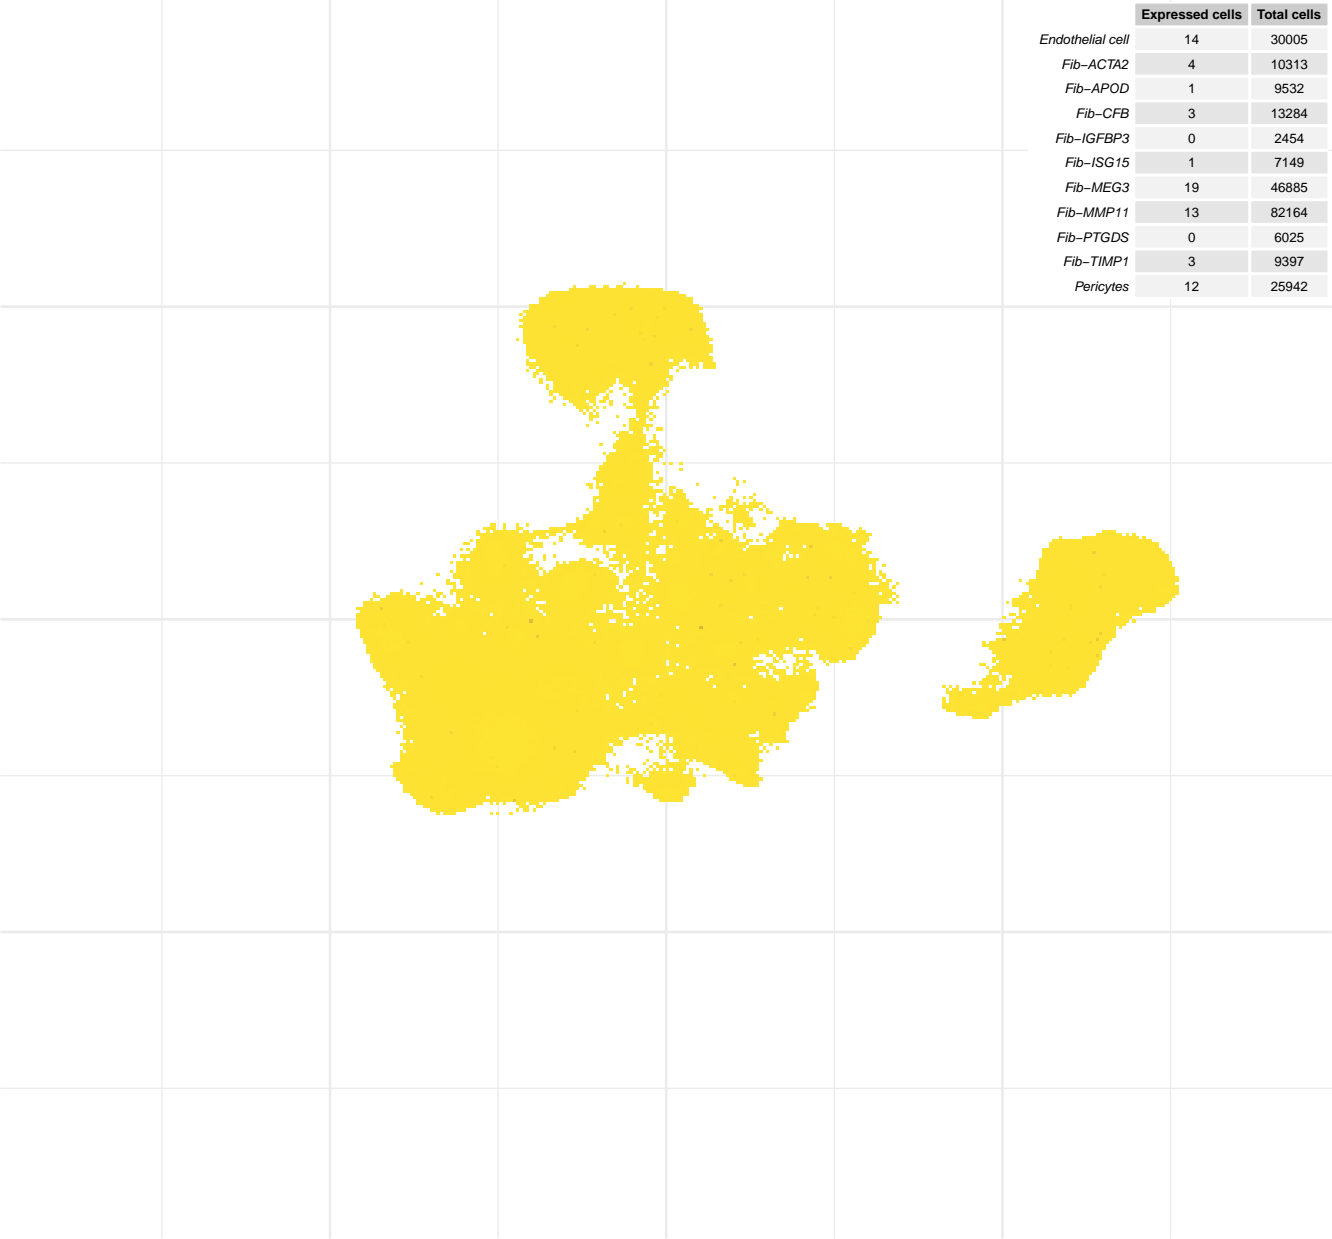 Expressed cells Total cells
Endothelial cell 14 30005
Fib−ACTA2 4 10313
Fib−APOD 1 9532
Fib−CFB 3 13284
Fib−IGFBP3 0 2454
Fib−ISG15 1 7149
Fib−MEG3 19 46885
Fib−MMP11 13 82164
Fib−PTGDS 0 6025
Fib−TIMP1 3 9397
Pericytes 12 25942